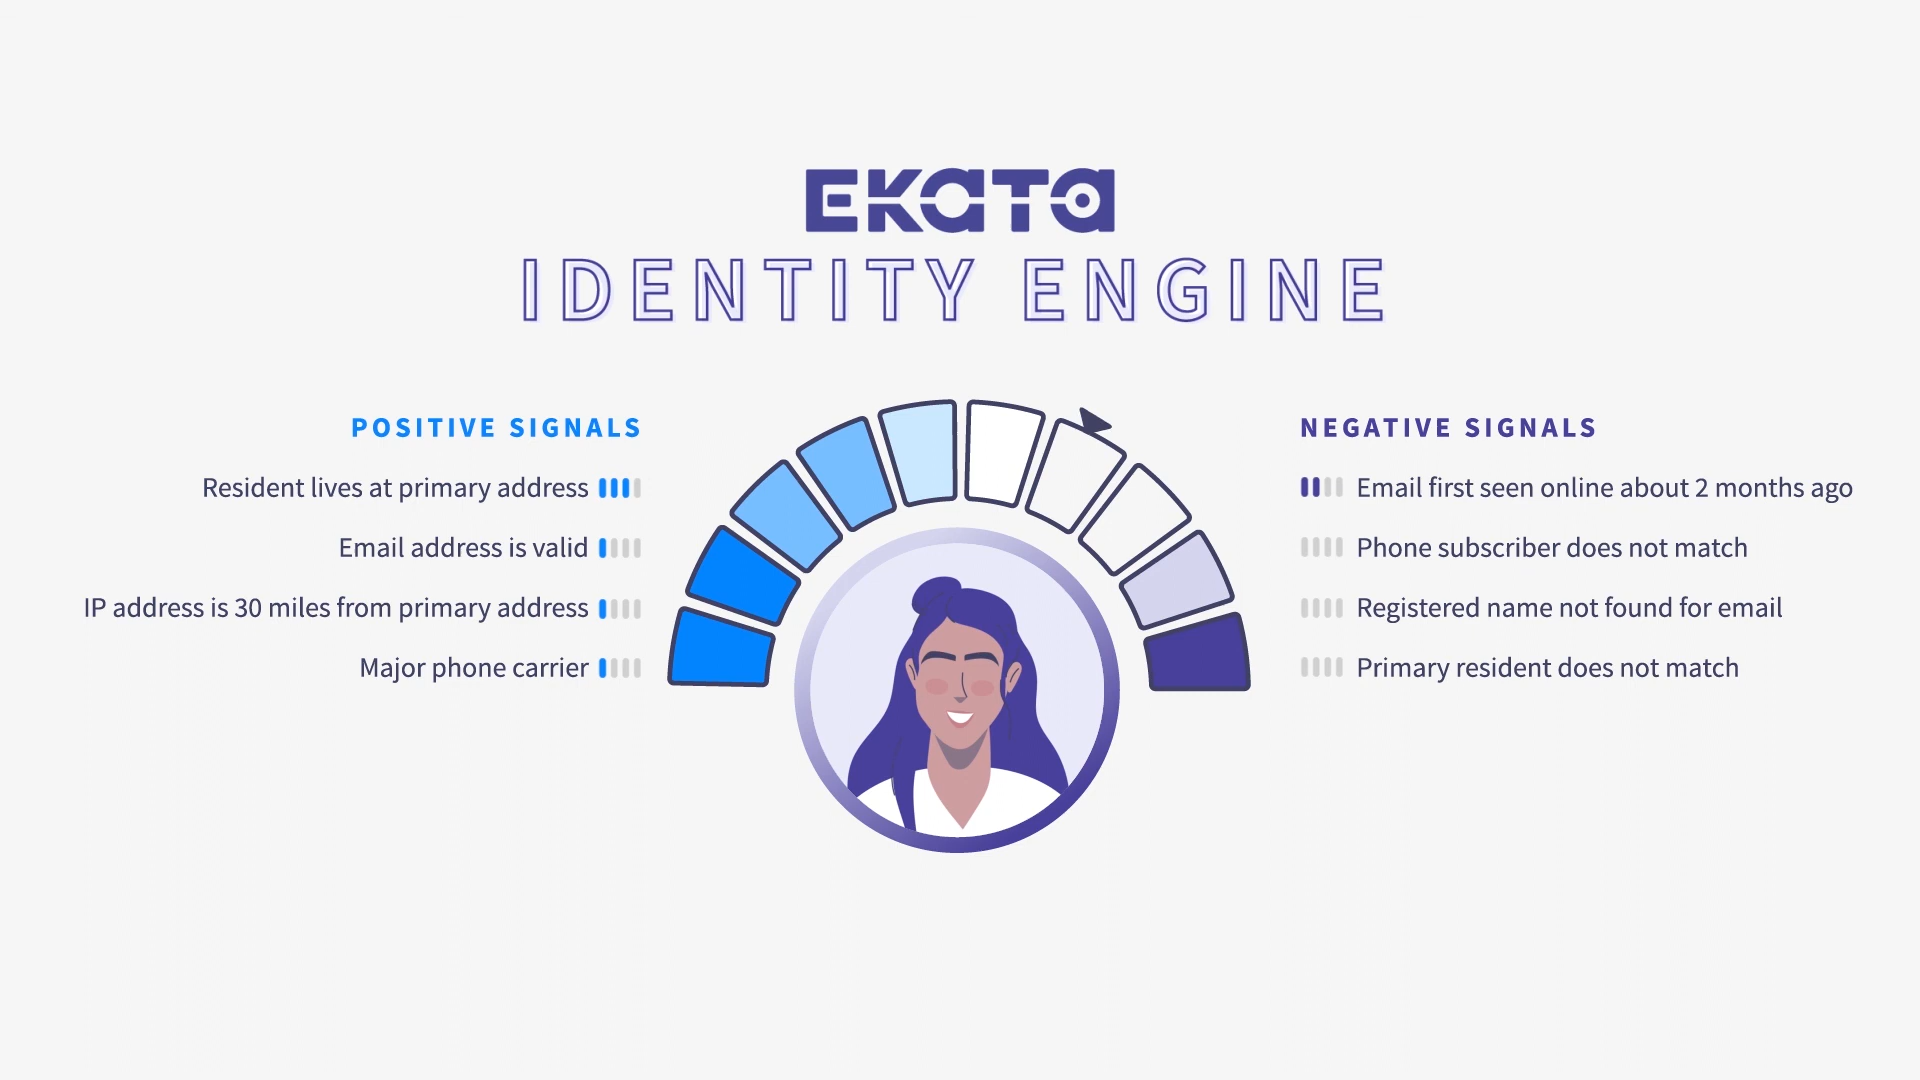 EKATA
IDENTITY ENGINE
POSITIVE SIGNALS
Resident lives at primary address
Email address is valid
IP address is 30 miles from primary address
Major phone carrier
NEGATIVE SIGNALS
Email first seen online about 2 months ago
Phone subscriber does not match
Registered name not found for email
Primary resident does not match